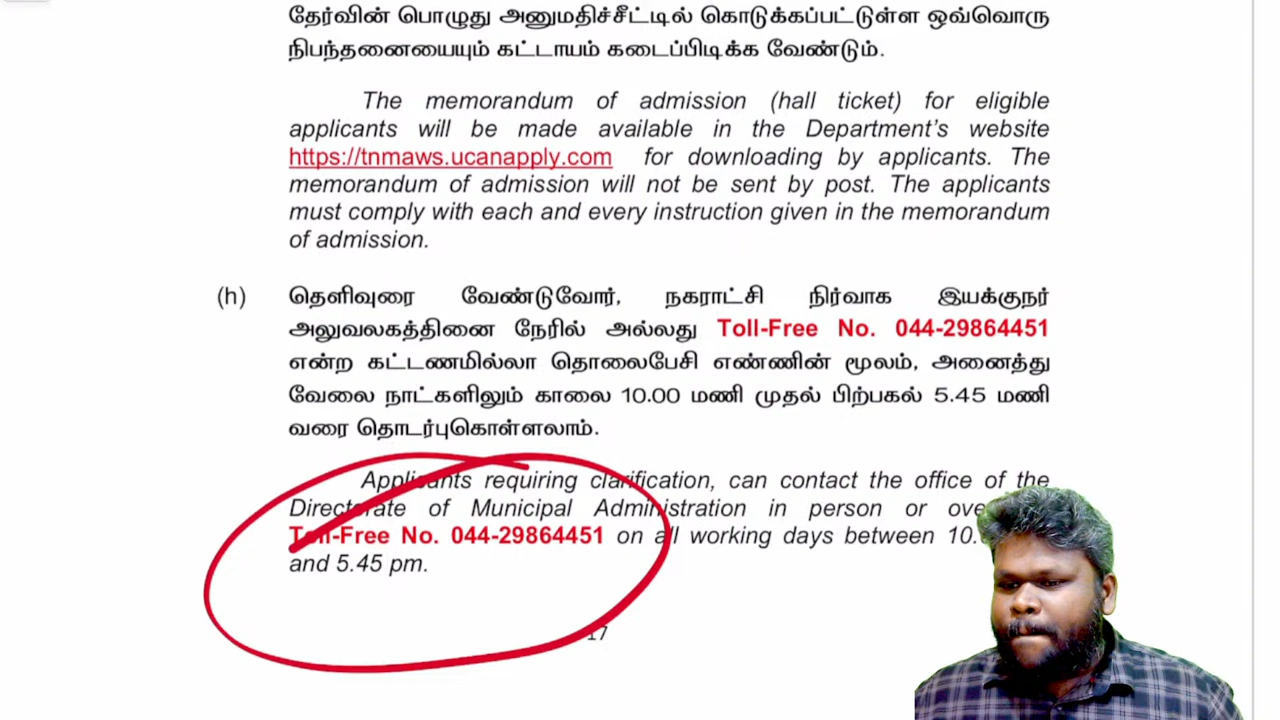 தேர்வின் பொழுது அனுமதிச்சீட்டில் கொடுக்கப்பட்டுள்ள ஒவ்வொரு
நிபந்தனையையும் கட்டாயம் கடைப்பிடிக்க வேண்டும்.
The memorandum of admission (hall ticket) for eligible
applicants will be made available in the Department's website
https://tnmaws.ucanapply.com for downloading by applicants. The
memorandum of admission will not be sent by post. The applicants
must comply with each and every instruction given in the memorandum
of admission.
(h) தெளிவுரை வேண்டுவோர், நகராட்சி நிர்வாக இயக்குநர்
அலுவலகத்தினை நேரில் அல்லது Toll-Free No. 044-29864451
என்ற கட்டணமில்லா தொலைபேசி எண்ணின் மூலம், அனைத்து
வேலை நாட்களிலும் காலை 10.00 மணி முதல் பிற்பகல் 5.45 மணி
வரை தொடர்புகொள்ளலாம்.
Applicants requiring clarification, can contact the office of the
Directorate of Municipal Administration in person or
Toll-Free No. 044-29864451 on all working days between
and 5.45 pm.
17